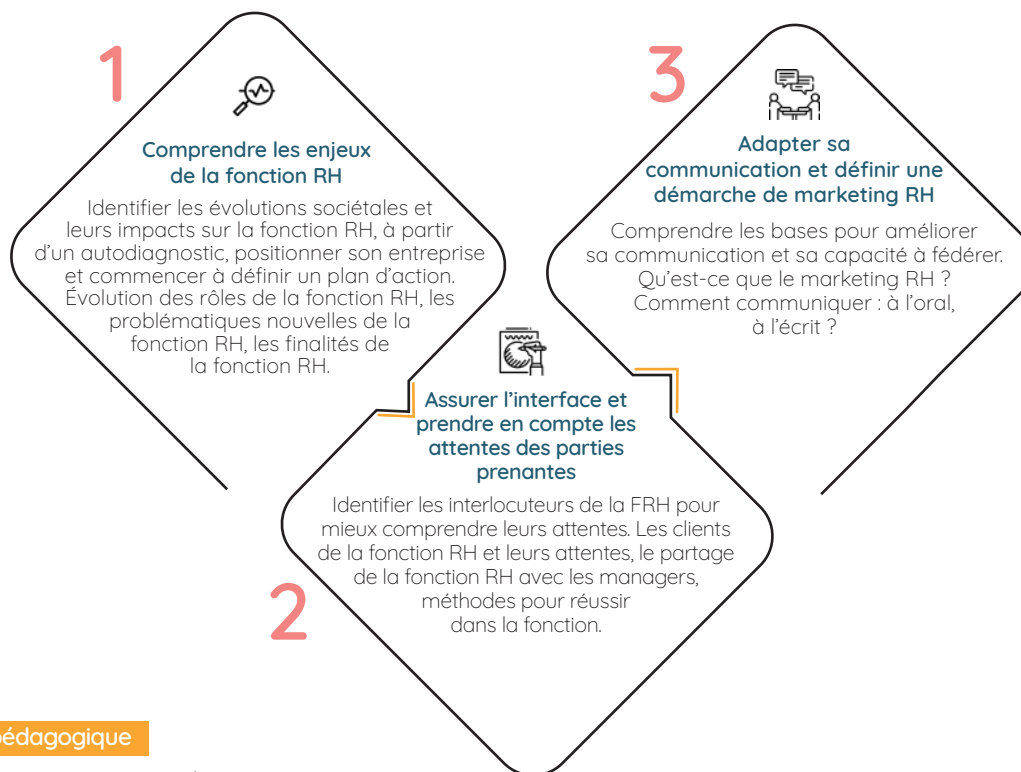 1
Comprendre les enjeux
de la fonction RH
Identifier les évolutions sociétales et
leurs impacts sur la fonction RH, à partir
d’un autodiagnostic, positionner son entreprise
et commencer à définir un plan d’action.
Évolution des rôles de la fonction RH, les
problématiques nouvelles de la
fonction RH, les finalités de
la fonction RH.
2
Assurer l’interface et
prendre en compte les
attentes des parties
prenantes
Identifier les interlocuteurs de la FRH pour
mieux comprendre leurs attentes. Les clients
de la fonction RH et leurs attentes, le partage
de la fonction RH avec les managers,
méthodes pour réussir
dans la fonction.
3
Adapter sa
communication et définir une
démarche de marketing RH
Comprendre les bases pour améliorer
sa communication et sa capacité à fédérer.
Qu’est-ce que le marketing RH ?
Comment communiquer : à l’oral,
à l’écrit ?
pédagogique